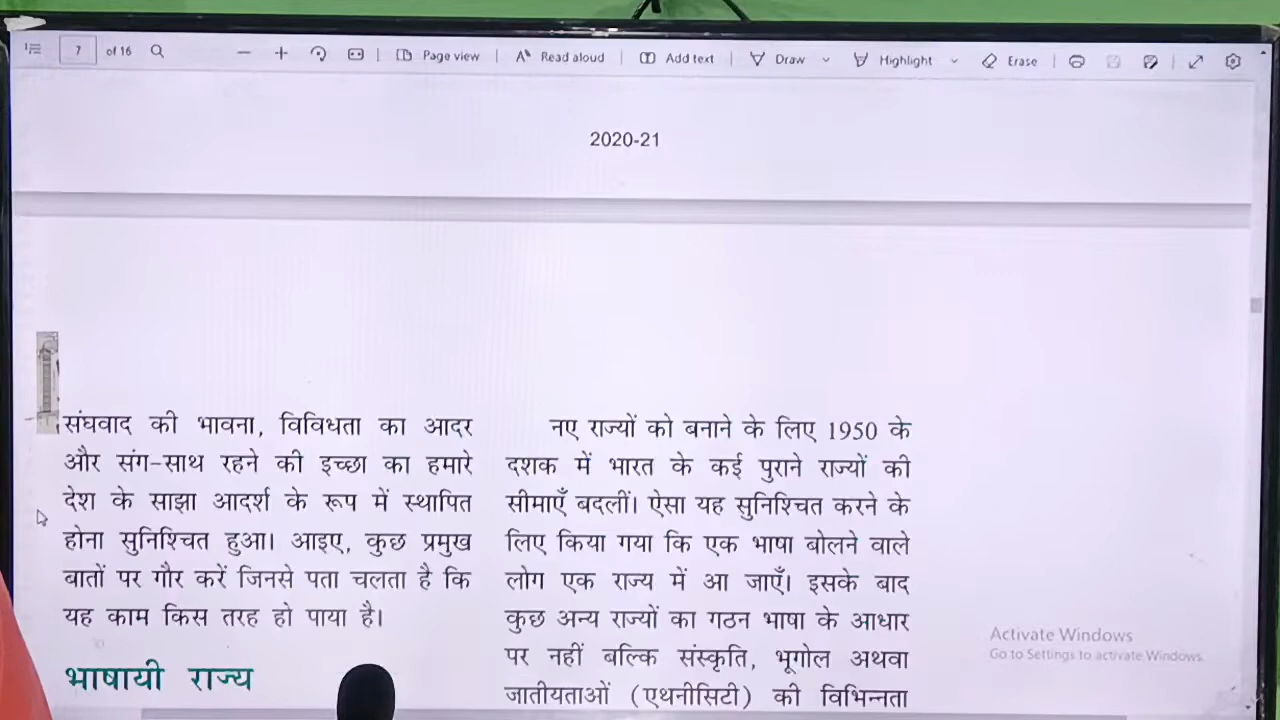 7 of 16 Page view Read aloud Add text Draw Highlight Erase
2020-21
संघवाद की भावना, विविधता का आदर
और संग-साथ रहने की इच्छा का हमारे
देश के साझा आदर्श के रूप में स्थापित
होना सुनिश्चित हुआ। आइए, कुछ प्रमुख
बातों पर गौर करें जिनसे पता चलता है कि
यह काम किस तरह हो पाया है।
भाषायी राज्य
नए राज्यों को बनाने के लिए 1950 के
दशक में भारत के कई पुराने राज्यों की
सीमाएँ बदलीं। ऐसा यह सुनिश्चित करने के
लिए किया गया कि एक भाषा बोलने वाले
लोग एक राज्य में आ जाएँ। इसके बाद
कुछ अन्य राज्यों का गठन भाषा के आधार
पर नहीं बल्कि संस्कृति, भूगोल अथवा
जातीयताओं (एथनीसिटी) की विभिन्नता
Activate Windows
Go to Settings to activate Windows.